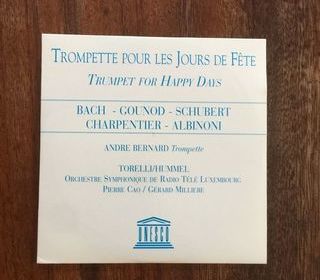 TROMPETTE POUR LES JOURS DE FÊTE
TRUMPET FOR HAPPY DAYS
BACH - GOUNOD - SCHUBERT
CHARPENTIER - ALBINONI
ANDRE BERNARD Trompette
TORELLI/HUMMEL
ORCHESTRE SYMPHONIQUE DE RADIO TÉLÉ LUXEMBOURG
PIERRE CAO / GÉRARD MILLIÈRE
UNESCO